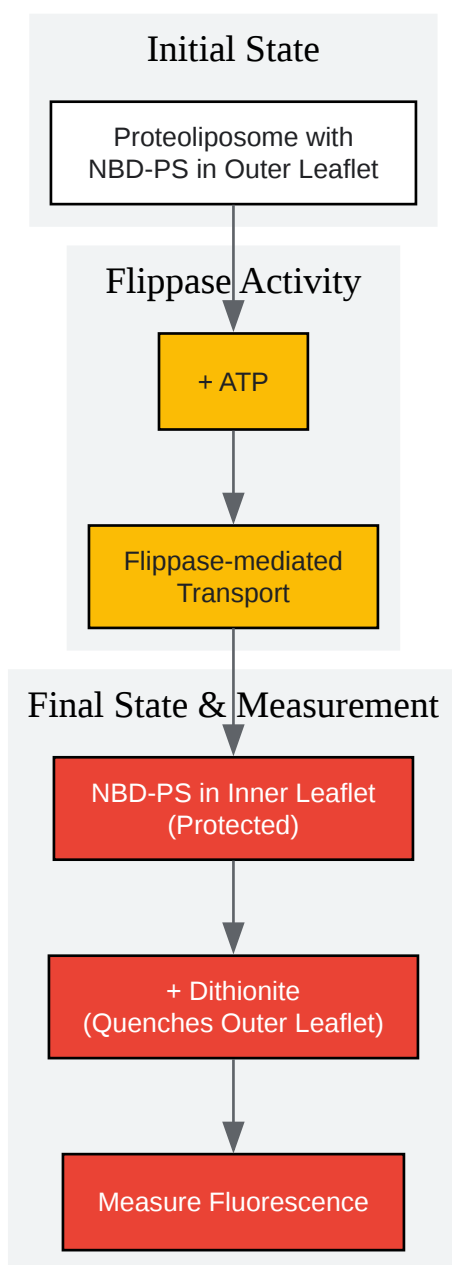 Initial State
Proteoliposome with
NBD-PS in Outer Leaflet
Flippase Activity
+ ATP
Flippase-mediated
Transport
Final State & Measurement
NBD-PS in Inner Leaflet
(Protected)
+ Dithionite
(Quenches Outer Leaflet)
Measure Fluorescence